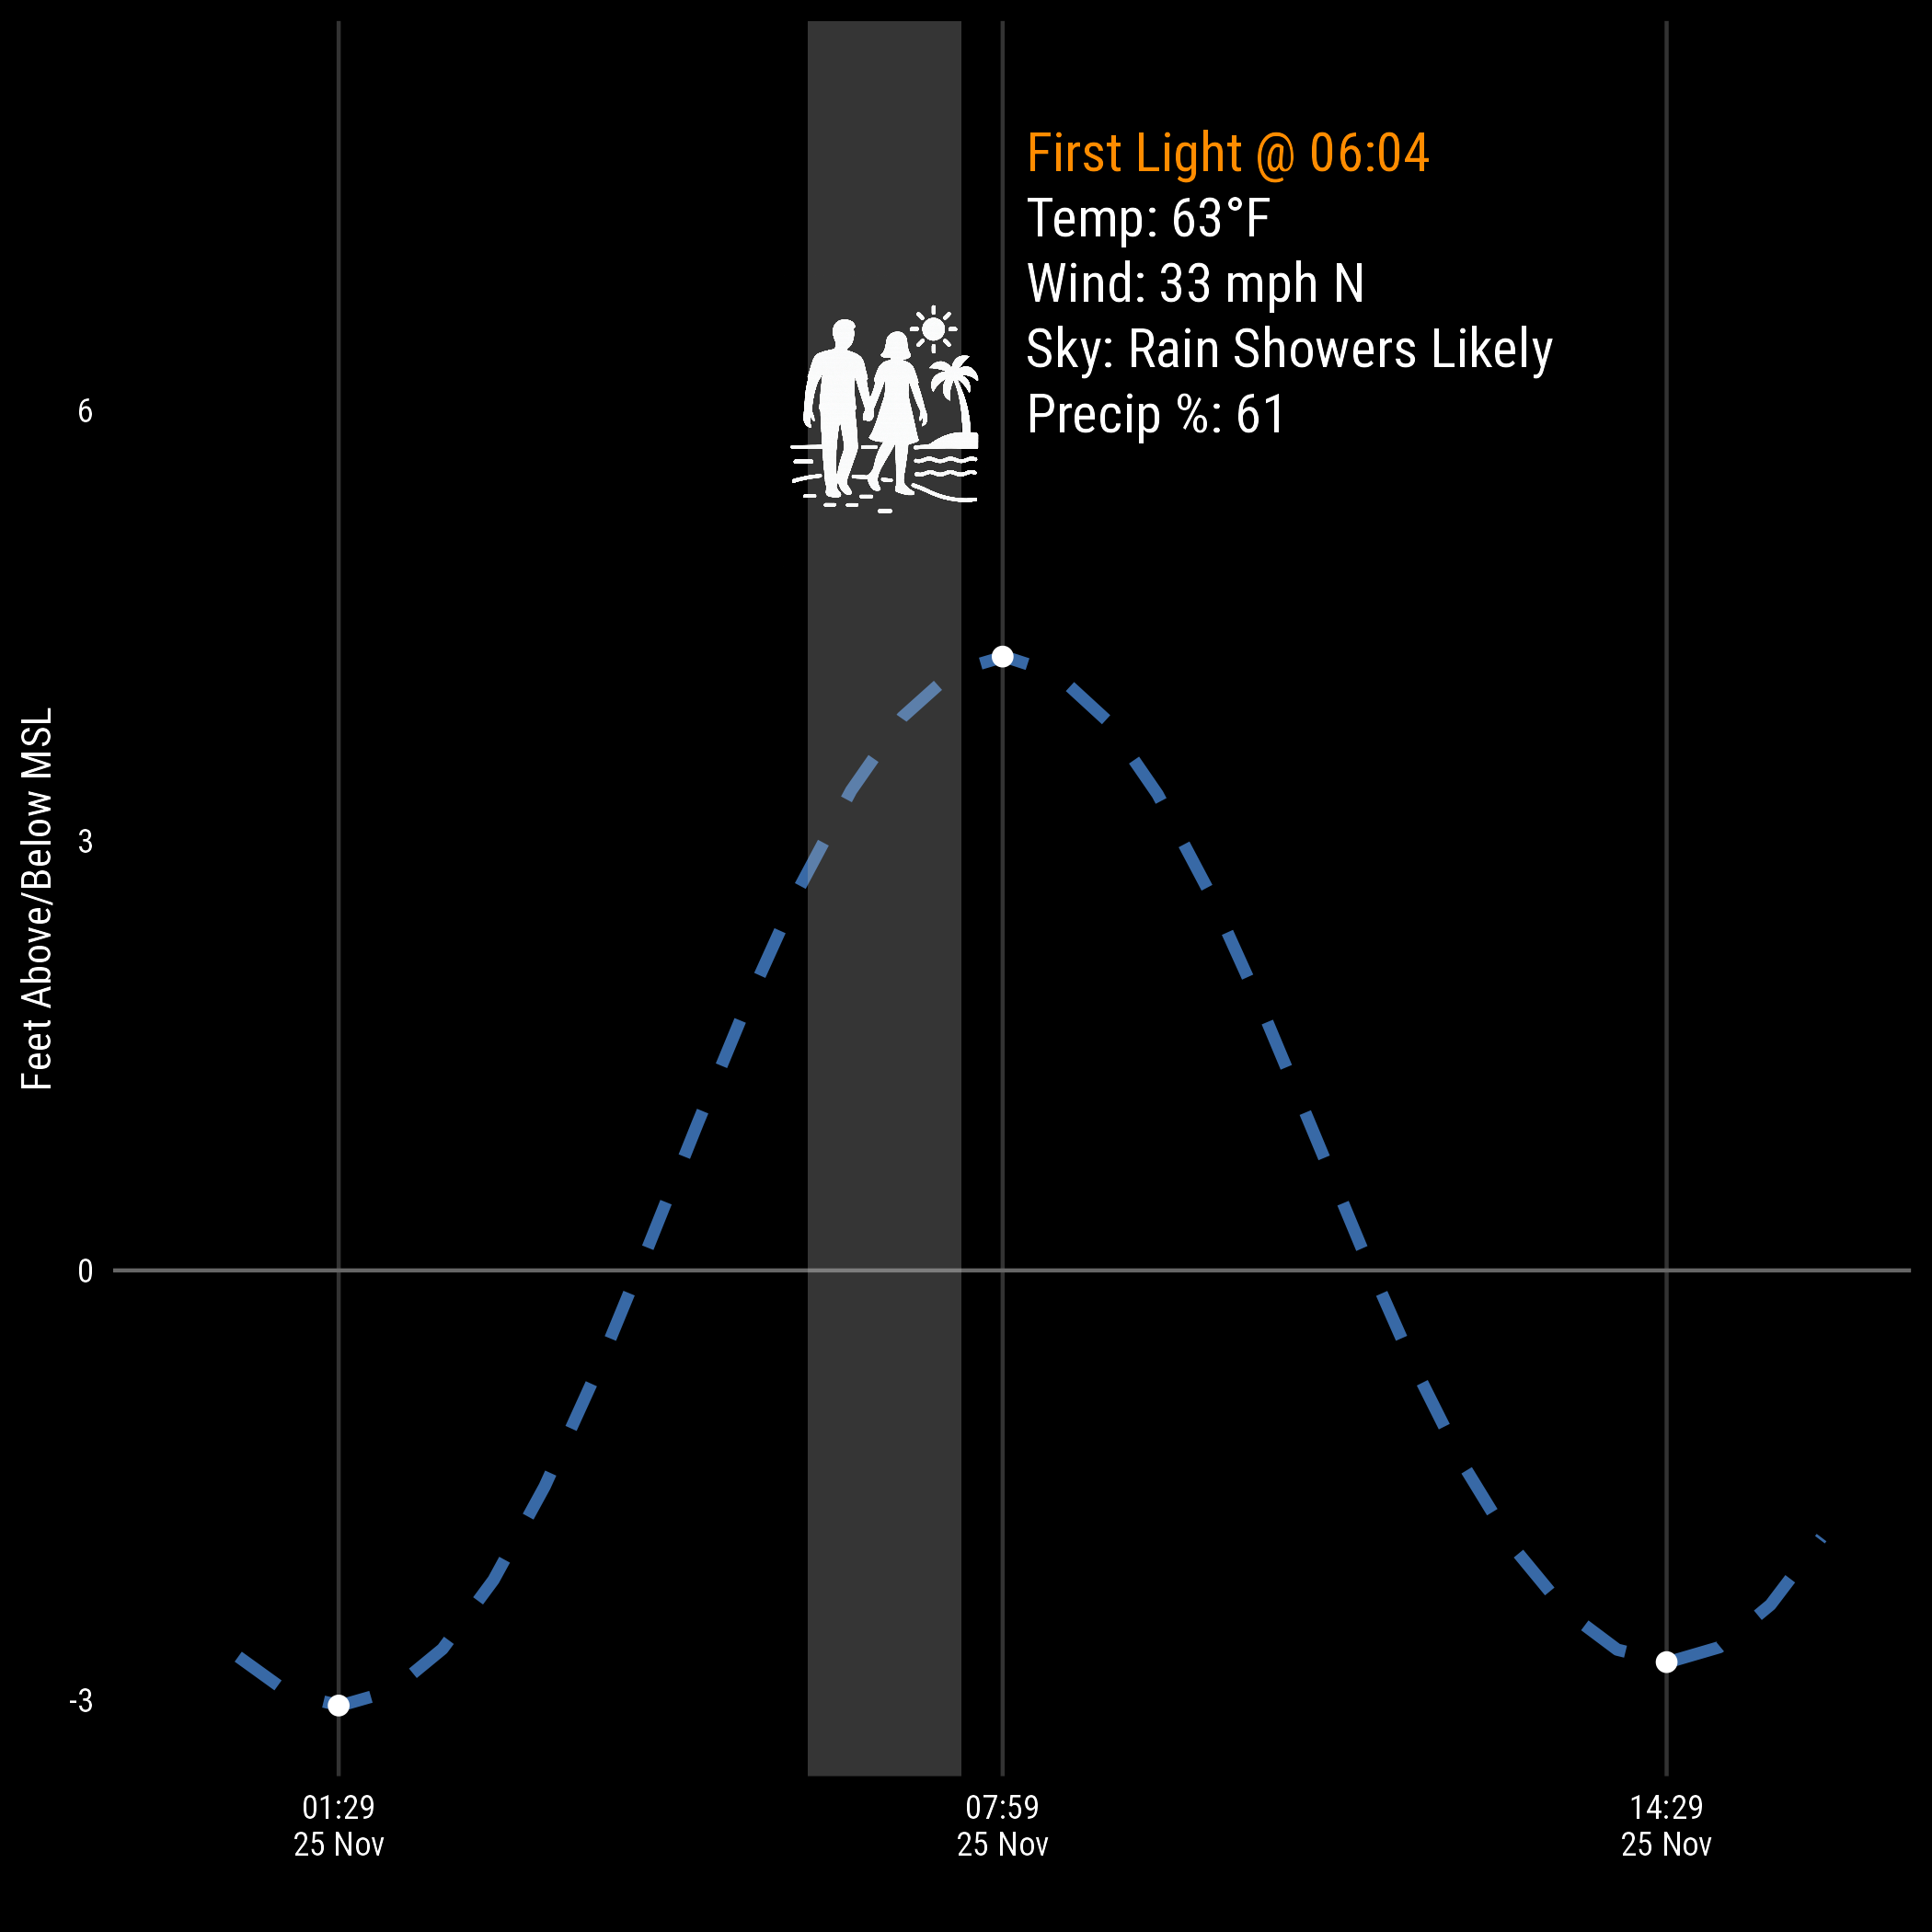 First Light @ 06:04
Temp: 63°F
Wind: 33 mph N
Sky: Rain Showers Likely
Precip %: 61
Feet Above/Below MSL
6
3
0
-3
01:29
25 Nov
07:59
25 Nov
14:29
25 Nov